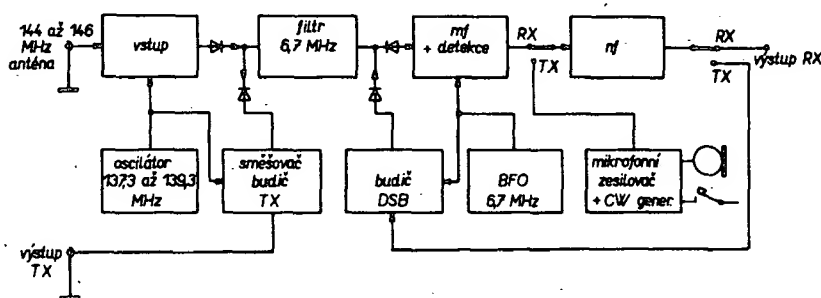 144 až 146
MHz
anténa
vstup
filtr
6,7 MHz
mf
+ detekce
RX
TX
nf
RX
TX
výstup RX
oscilátor
137,3 až 139,3
MHz
směšovač
budič
TX
budič
DSB
BFO
6,7 MHz
mikrofonní
zesilovač
+ CW gener.
výstup
TX